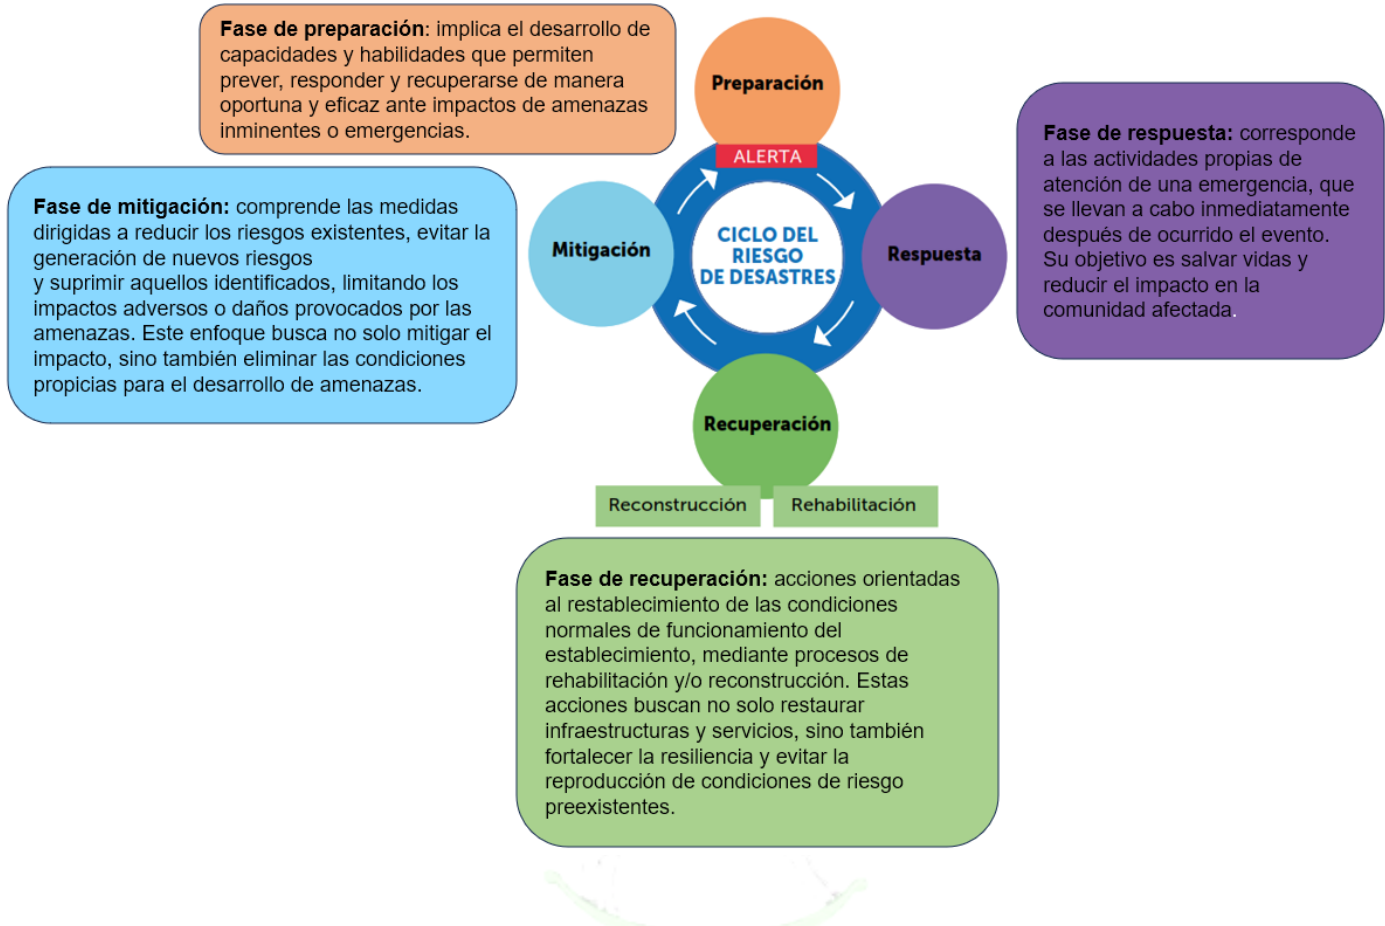 Fase de preparación: implica el desarrollo de
capacidades y habilidades que permiten
prever, responder y recuperarse de manera
oportuna y eficaz ante impactos de amenazas
inminentes o emergencias.
Preparación
ALERTA
Fase de mitigación: comprende las medidas
dirigidas a reducir los riesgos existentes, evitar la
generación de nuevos riesgos
y suprimir aquellos identificados, limitando los
impactos adversos o daños provocados por las
amenazas. Este enfoque busca no solo mitigar el
impacto, sino también eliminar las condiciones
propicias para el desarrollo de amenazas.
Mitigación
CICLO DEL
RIESGO
DE DESASTRES
Respuesta
Fase de respuesta: corresponde
a las actividades propias de
atención de una emergencia, que
se llevan a cabo inmediatamente
después de ocurrido el evento.
Su objetivo es salvar vidas y
reducir el impacto en la
comunidad afectada.
Recuperación
Reconstrucción
Rehabilitación
Fase de recuperación: acciones orientadas
al restablecimiento de las condiciones
normales de funcionamiento del
establecimiento, mediante procesos de
rehabilitación y/o reconstrucción. Estas
acciones buscan no solo restaurar
infraestructuras y servicios, sino también
fortalecer la resiliencia y evitar la
reproducción de condiciones de riesgo
preexistentes.